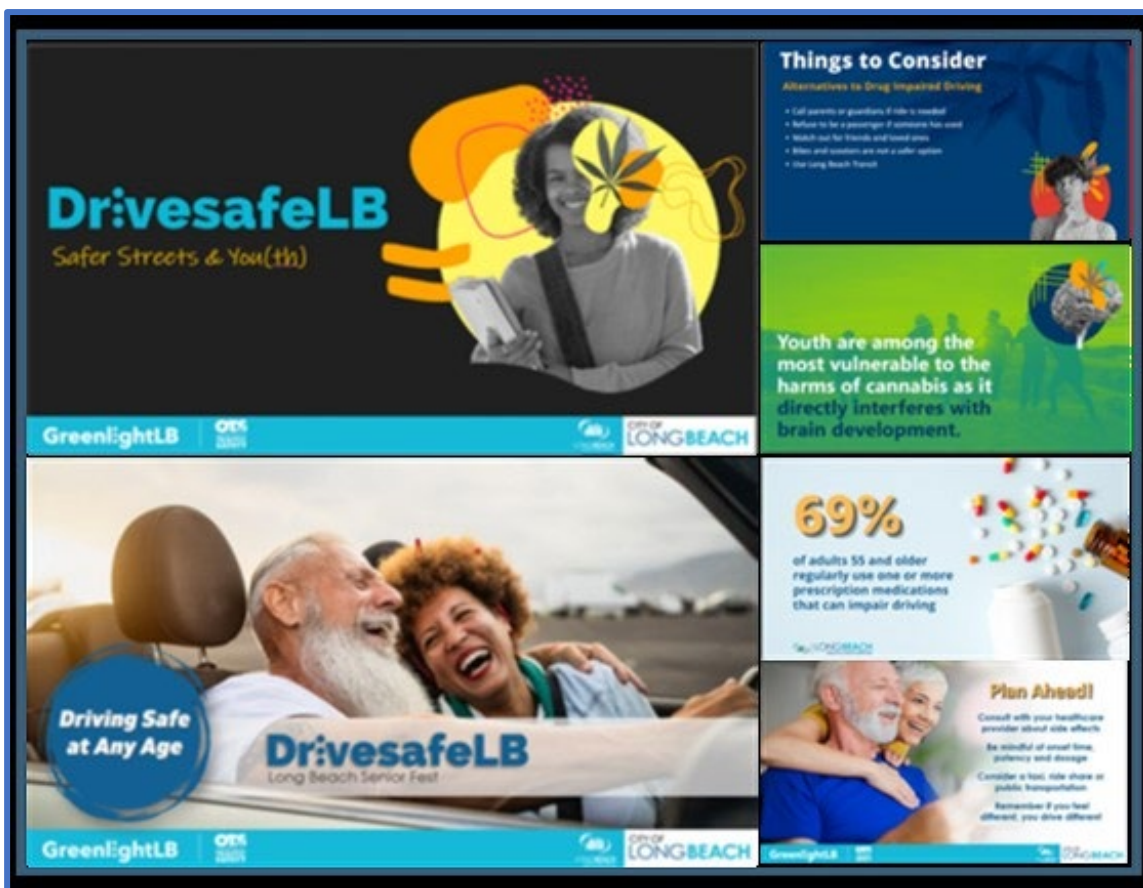 DrivesafeLB
Safer Streets & You(th)
GreenlightLB
OTS
CITY OF
LONGBEACH
Things to Consider
Alternatives to Drug Impaired Driving
• Call parents or guardians if ride is needed
• Refuse to be a passenger if someone has used
• Watch out for friends and loved ones
• Bikes and scooters are not a safer option
• Use Long Beach Transit
Youth are among the
most vulnerable to the
harms of cannabis as it
directly interferes with
brain development.
Driving Safe
at Any Age
DrivesafeLB
Long Beach Senior Fest
GreenlightLB
OTS
CITY OF
LONGBEACH
69%
of adults 55 and older
regularly use one or more
prescription medications
that can impair driving
LONGBEACH
Plan Ahead!
Consult with your healthcare
provider about side effects
Be mindful of onset time,
potency and dosage
Consider a taxi, ride share or
public transportation
Remember if you feel
different, you drive different
GreenlightLB
LONGBEACH